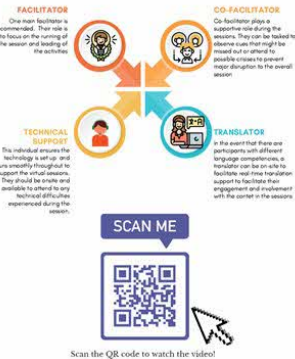 FACILITATOR
One main facilitator is
commended. Their role is
to focus on the running of
the session and leading of
the activities
CO-FACILITATOR
Co-facilitator plays a
supportive role during the
sessions. They can be tasked to
observe cues that might be
missed out or attend to
possible crises to prevent
major disruption to the overall
session
TECHNICAL
SUPPORT
This individual ensures the
technology is set up and
uns smoothly throughout to
upport the virtual sessions.
They should be onsite and
available to attend to any
technical difficulties
experienced during the
session.
TRANSLATOR
In the event that there are
participants with different
language competencies, a
translator can be on-site to
facilitate real-time translation
support to facilitate their
engagement and involvement
with the content in the sessions
SCAN ME
Scan the QR code to watch the video!